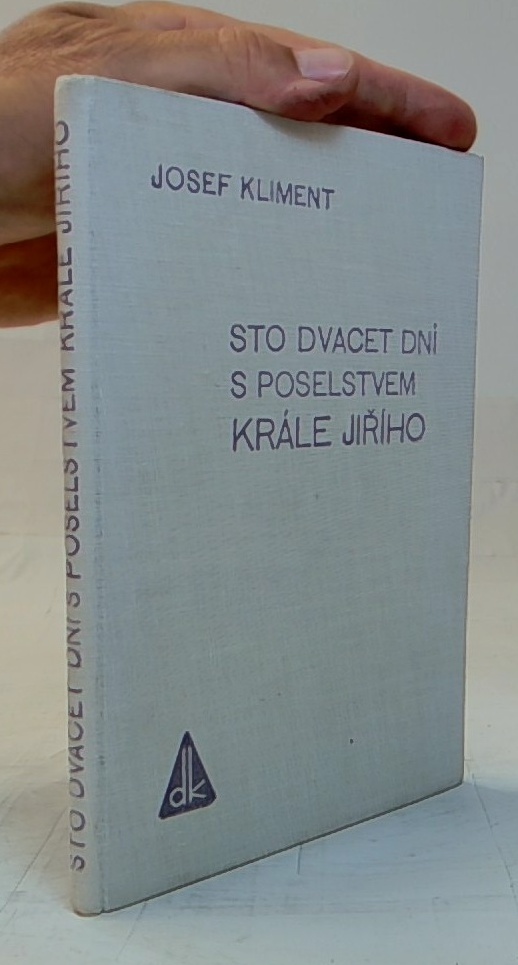 JOSEF KLIMENT
STO DVACET DNÍ
S POSELSTVEM
KRÁLE JIŘÍHO
dk
STO DVACET DNÍ S POSELSTVEM KRÁLE JIŘÍHO